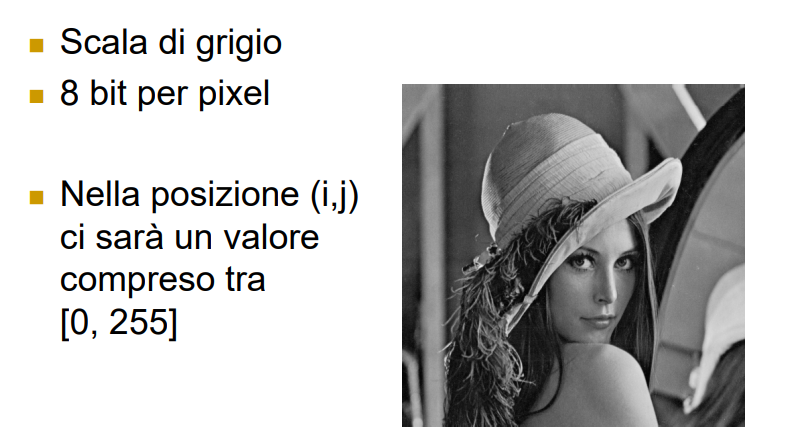 Scala di grigio
8 bit per pixel
Nella posizione (i,j)
ci sarà un valore
compreso tra
[0, 255]